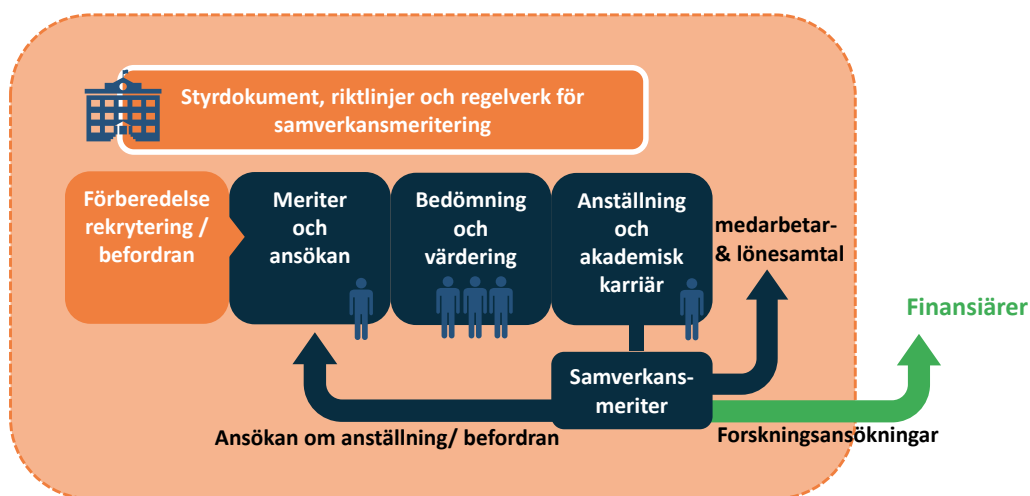 Styrdokument, riktlinjer och regelverk för
samverkansmeritering
Förberedelse
rekrytering /
befordran
Meriter
och
ansökan
Bedömning
och
värdering
Anställning
och
akademisk
karriär
medarbetar-
& lönesamtal
Finansiärer
Samverkans-
meriter
Ansökan om anställning/ befordran
Forskningsansökningar